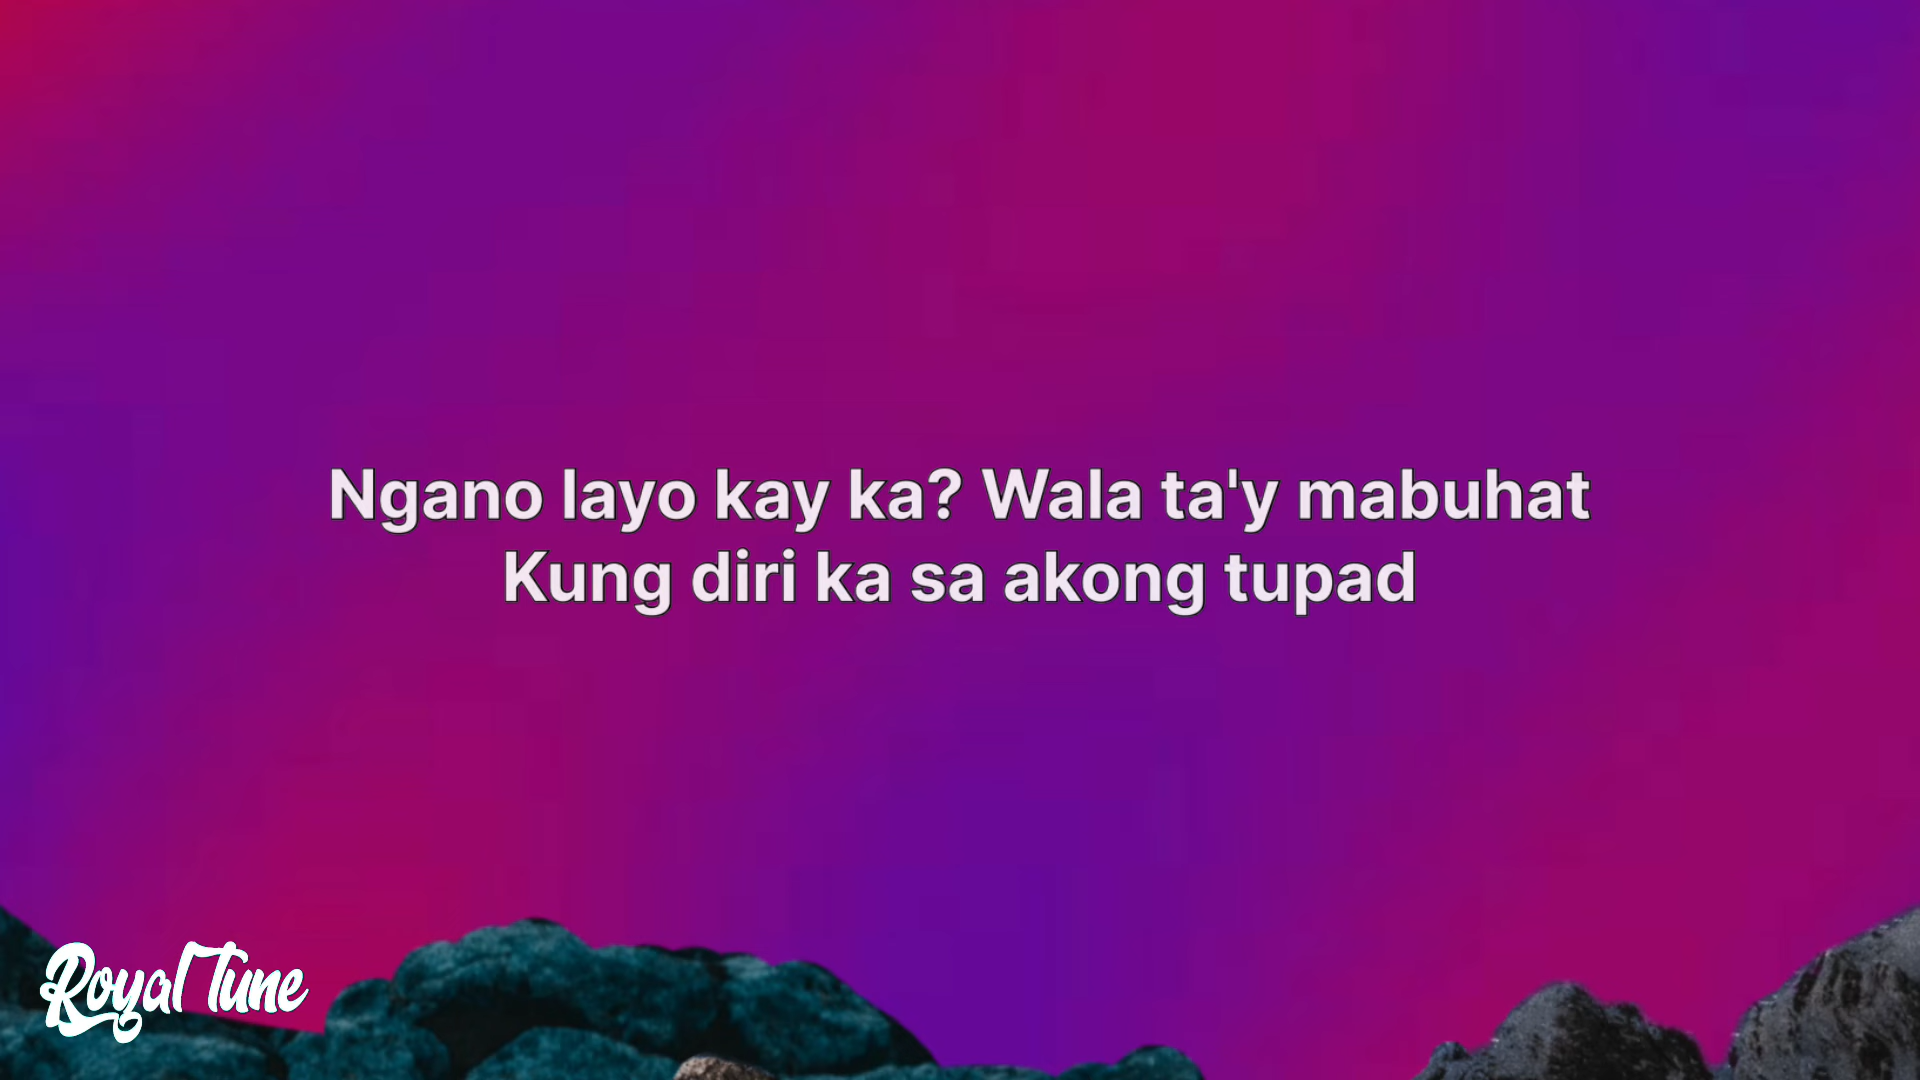 Ngano layo kay ka? Wala ta'y mabuhat
Kung diri ka sa akong tupad
Royal Tune